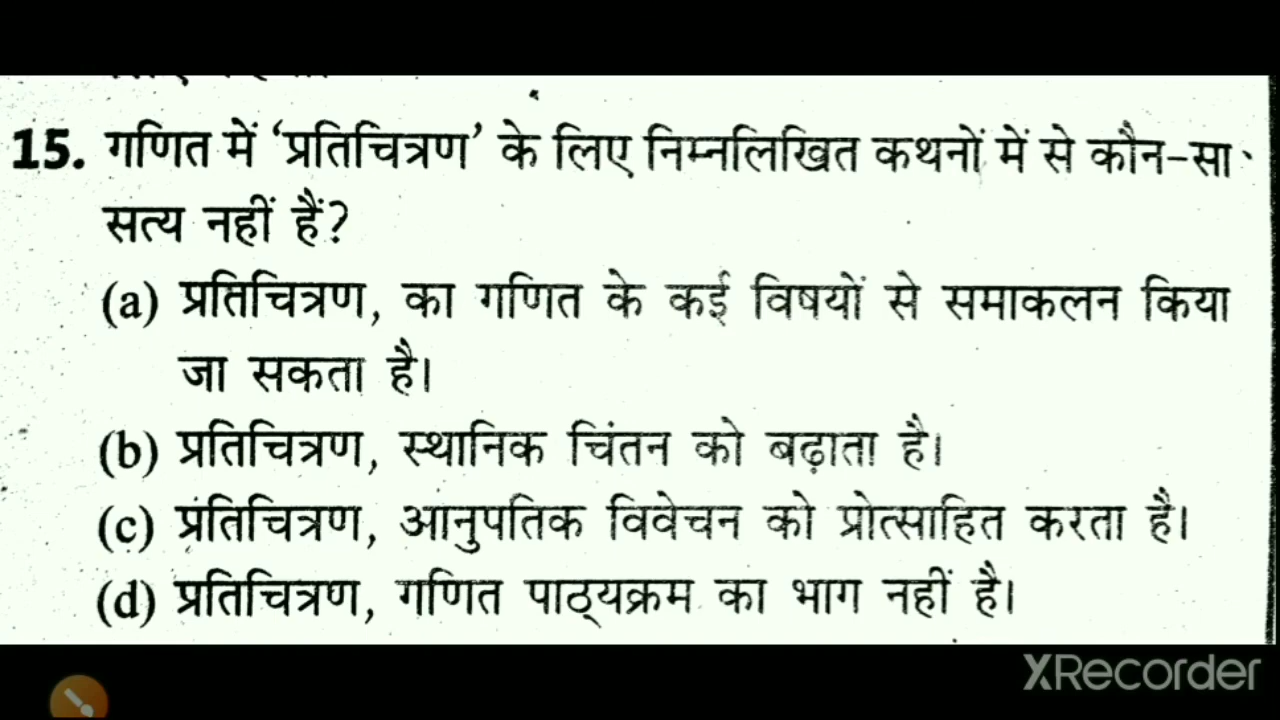 15. गणित में ‘प्रतिचित्रण’ के लिए निम्नलिखित कथनों में से कौन-सा
सत्य नहीं हैं?
(a) प्रतिचित्रण, का गणित के कई विषयों से समाकलन किया
जा सकता है।
(b) प्रतिचित्रण, स्थानिक चिंतन को बढ़ाता है।
(c) प्रतिचित्रण, आनुपतिक विवेचन को प्रोत्साहित करता है।
(d) प्रतिचित्रण, गणित पाठ्यक्रम का भाग नहीं है।
XRecorder